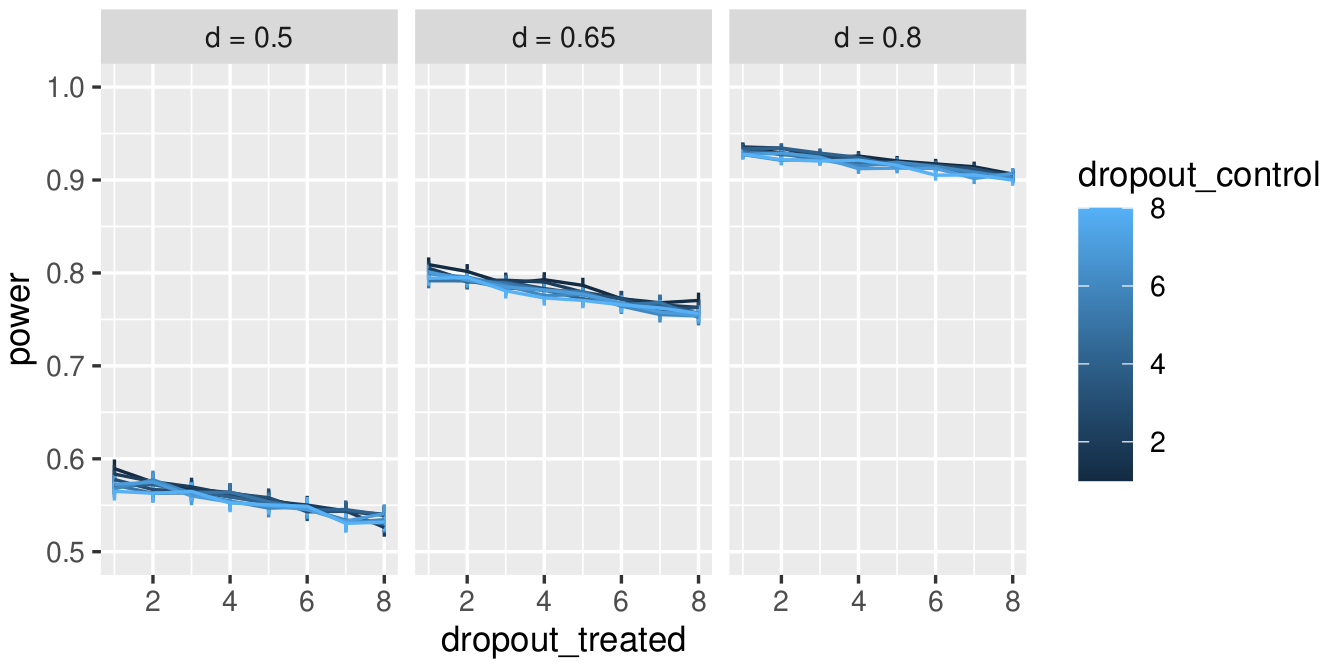 d = 0.5
d = 0.65
d = 0.8
1.0
0.9
0.8
0.7
0.6
0.5
power
2 4 6 8
2 4 6 8
2 4 6 8
dropout_treated
dropout_control
8
6
4
2